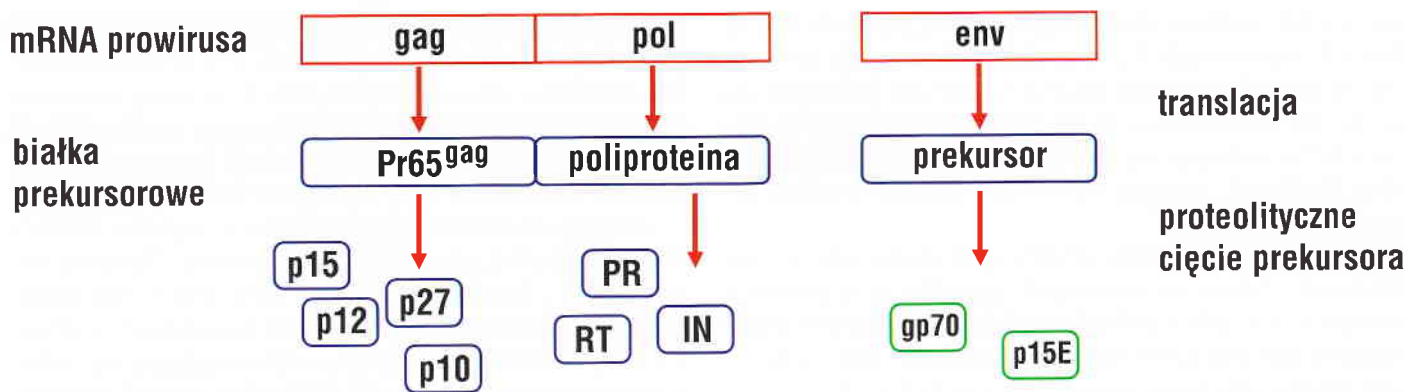 mRNA prowirusa
gag
pol
env
translacja
białka
prekursorowe
Pr65gag
poliproteina
prekursor
proteolityczne
cięcie prekursora
p15
p12
p27
p10
PR
RT
IN
gp70
p15E